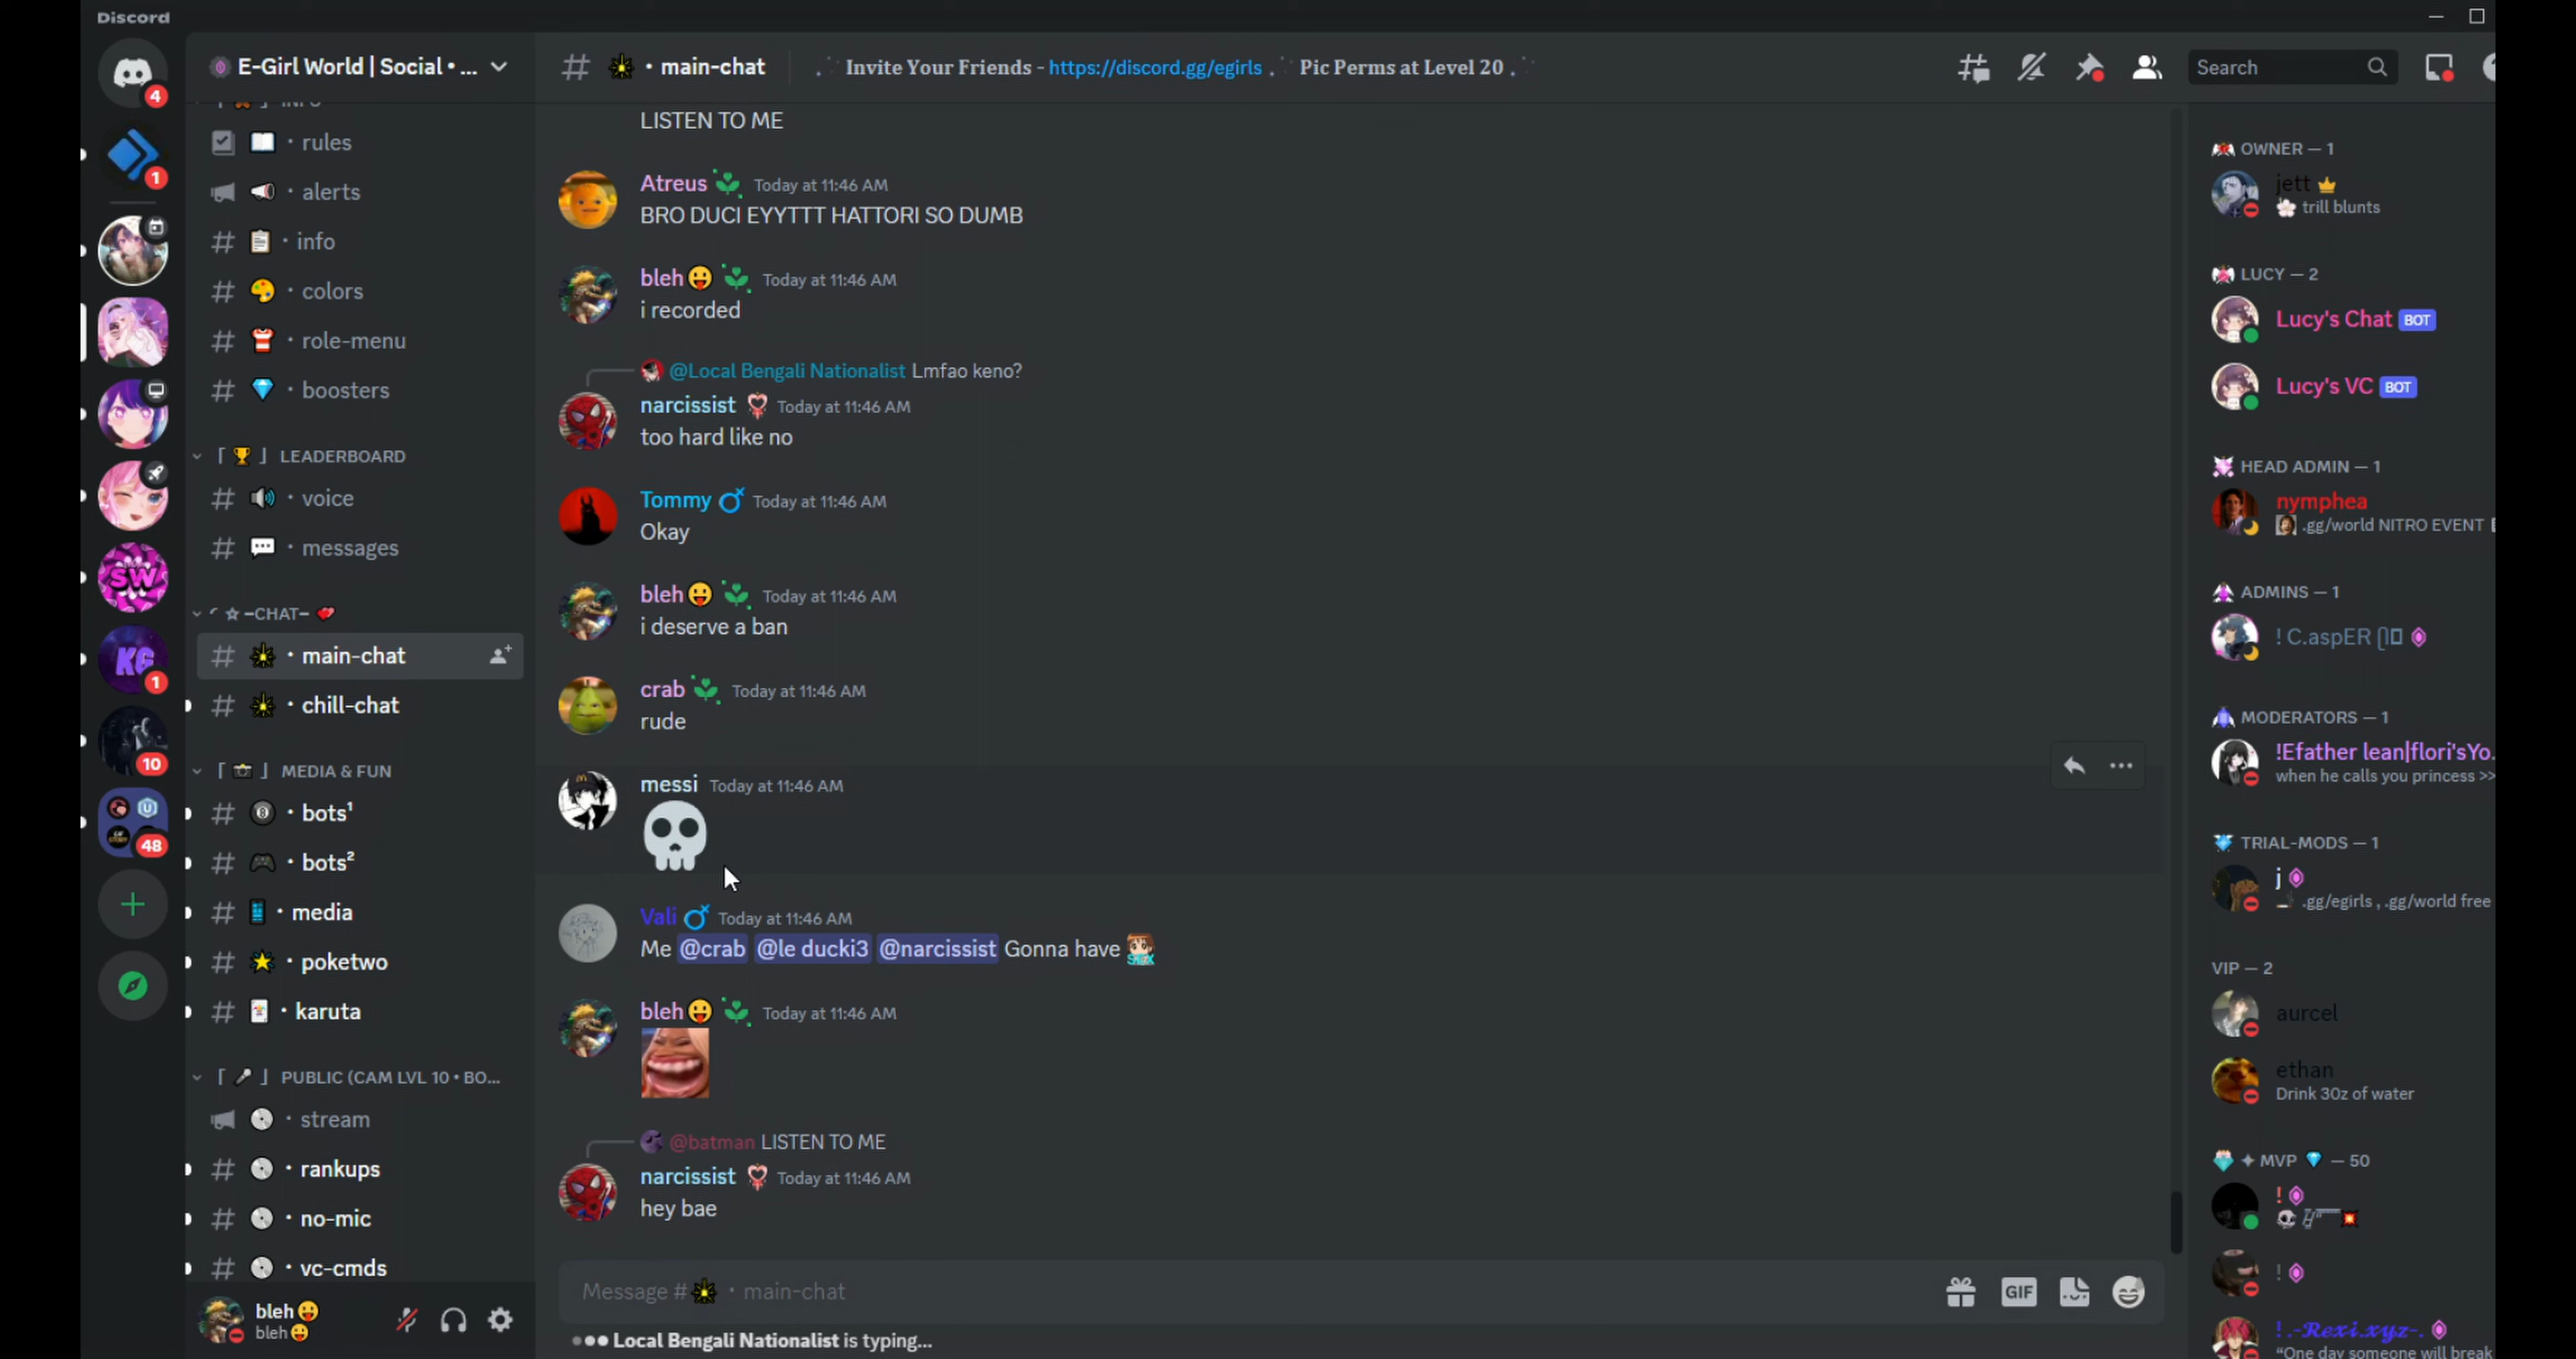 Discord
E-Girl World | Social • ...
• main-chat
Invite Your Friends - https://discord.gg/egirls
Pic Perms at Level 20
Search
4
1
SW
KG
1
10
48
INFO
• rules
• alerts
• info
• colors
• role-menu
• boosters
LEADERBOARD
• voice
• messages
☆ –CHAT–
• main-chat
• chill-chat
MEDIA & FUN
• bots¹
• bots²
• media
• poketwo
• karuta
PUBLIC (CAM LVL 10 • BO...
• stream
• rankups
• no-mic
• vc-cmds
bleh😛
bleh😛
LISTEN TO ME
Atreus Today at 11:46 AM
BRO DUCI EYYTTT HATTORI SO DUMB
bleh😛 Today at 11:46 AM
i recorded
@Local Bengali Nationalist Lmfao keno?
narcissist Today at 11:46 AM
too hard like no
Tommy Today at 11:46 AM
Okay
bleh😛 Today at 11:46 AM
i deserve a ban
crab Today at 11:46 AM
rude
messi Today at 11:46 AM
💀
Vali Today at 11:46 AM
Me @crab @le ducki3 @narcissist Gonna have
bleh😛 Today at 11:46 AM
@batman LISTEN TO ME
narcissist Today at 11:46 AM
hey bae
Message # • main-chat
GIF
Local Bengali Nationalist is typing...
OWNER — 1
jett
trill blunts
LUCY — 2
Lucy's Chat BOT
Lucy's VC BOT
HEAD ADMIN — 1
nymphea
.gg/world NITRO EVENT
ADMINS — 1
! C.aspER
MODERATORS — 1
!Efather lean|flori'sYo.
when he calls you princess >>
TRIAL-MODS — 1
j
.gg/egirls , .gg/world free
VIP — 2
aurcel
ethan
Drink 30z of water
✦ MVP — 50
!
!
! .-Rexi.xyz-.
“One day someone will break